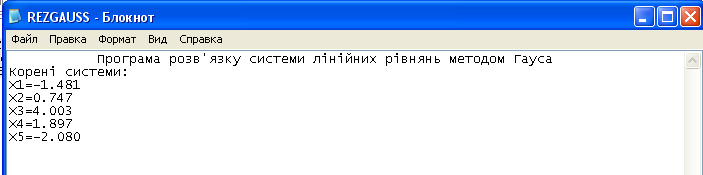 REZGAUSS - Блокнот
Файл Правка Формат Вид Справка
Програма розв'язку системи лінійних рівнянь методом Гауса
Корені системи:
X1=-1.481
X2=0.747
X3=4.003
X4=1.897
X5=-2.080